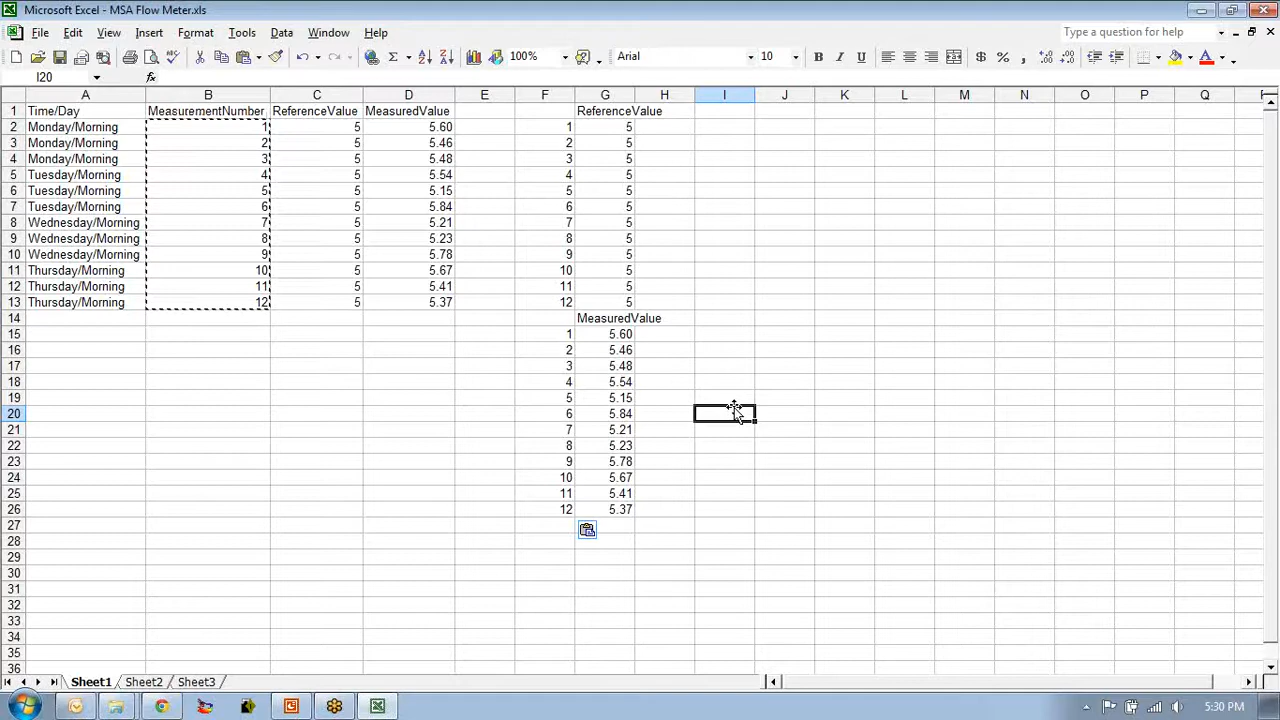 Microsoft Excel - MSA Flow Meter.xls
File Edit View Insert Format Tools Data Window Help Type a question for help
100% Arial 10 B I U $ % ,
I20 fx
A B C D E F G H I J K L M N O P Q
1 Time/Day MeasurementNumber ReferenceValue MeasuredValue ReferenceValue
2 Monday/Morning 1 5 5.60 1 5
3 Monday/Morning 2 5 5.46 2 5
4 Monday/Morning 3 5 5.48 3 5
5 Tuesday/Morning 4 5 5.54 4 5
6 Tuesday/Morning 5 5 5.15 5 5
7 Tuesday/Morning 6 5 5.84 6 5
8 Wednesday/Morning 7 5 5.21 7 5
9 Wednesday/Morning 8 5 5.23 8 5
10 Wednesday/Morning 9 5 5.78 9 5
11 Thursday/Morning 10 5 5.67 10 5
12 Thursday/Morning 11 5 5.41 11 5
13 Thursday/Morning 12 5 5.37 12 5
14 MeasuredValue
15 1 5.60
16 2 5.46
17 3 5.48
18 4 5.54
19 5 5.15
20 6 5.84
21 7 5.21
22 8 5.23
23 9 5.78
24 10 5.67
25 11 5.41
26 12 5.37
27
28
29
30
31
32
33
34
35
36
Sheet1 Sheet2 Sheet3
5:30 PM